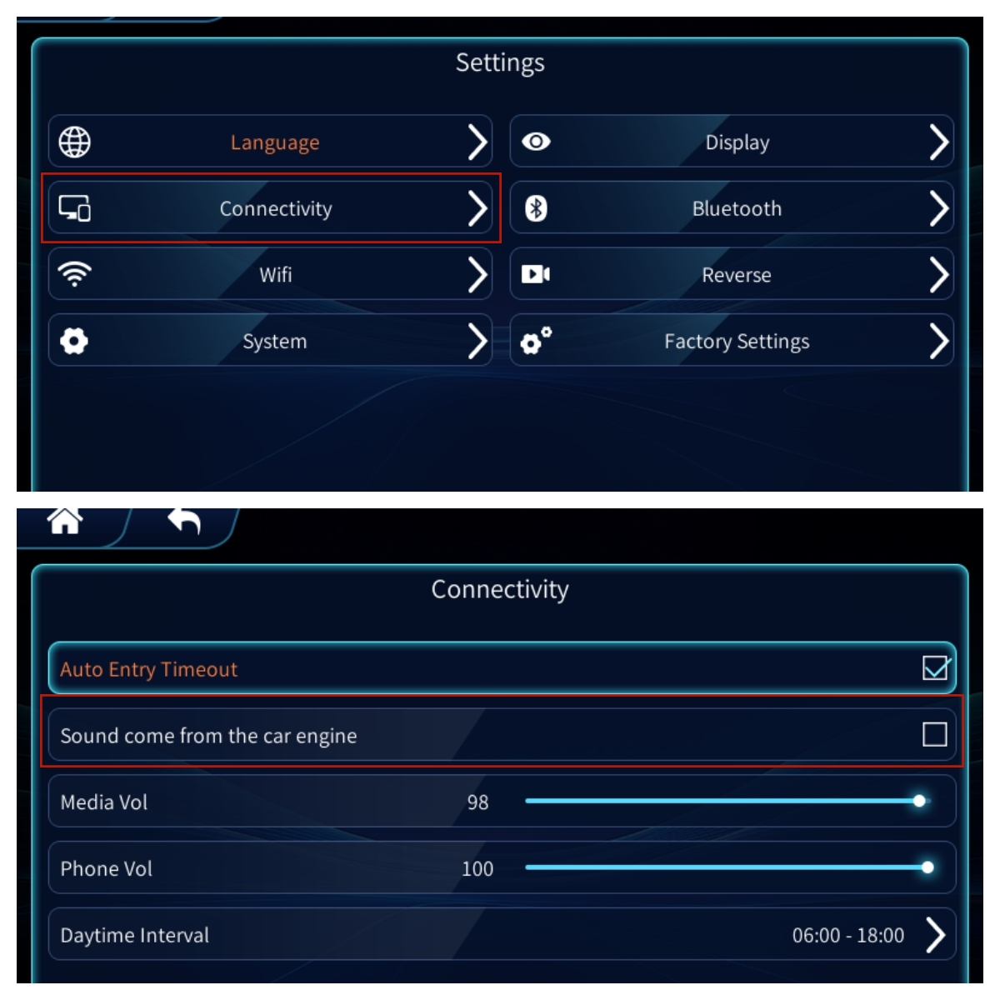 Settings
Language
Display
Connectivity
Bluetooth
Wifi
Reverse
System
Factory Settings
Connectivity
Auto Entry Timeout
Sound come from the car engine
Media Vol 98
Phone Vol 100
Daytime Interval 06:00 - 18:00